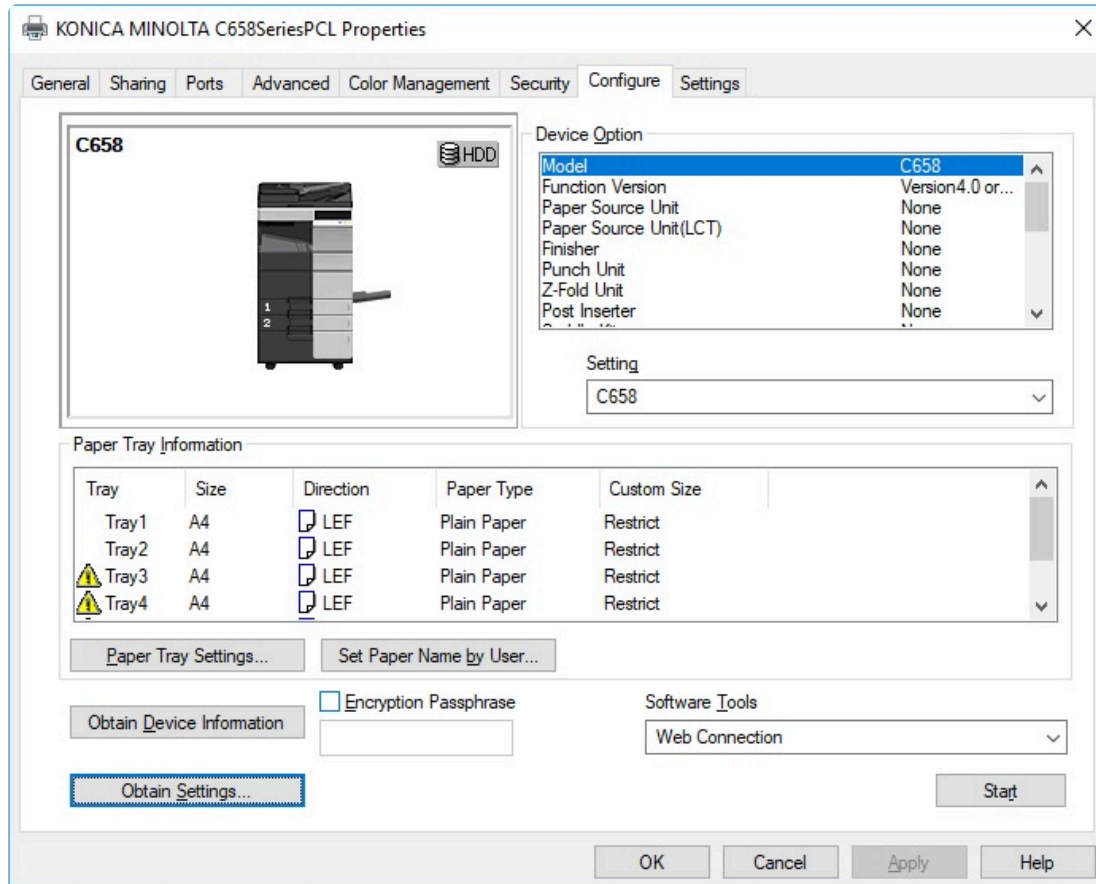 KONICA MINOLTA C658SeriesPCL Properties
General Sharing Ports Advanced Color Management Security Configure Settings
C658
HDD
1
2
Device Option
Model C658
Function Version Version4.0 or...
Paper Source Unit None
Paper Source Unit(LCT) None
Finisher None
Punch Unit None
Z-Fold Unit None
Post Inserter None
Setting
C658
Paper Tray Information
Tray Size Direction Paper Type Custom Size
Tray1 A4 LEF Plain Paper Restrict
Tray2 A4 LEF Plain Paper Restrict
Tray3 A4 LEF Plain Paper Restrict
Tray4 A4 LEF Plain Paper Restrict
Paper Tray Settings... Set Paper Name by User...
Obtain Device Information
Encryption Passphrase
Software Tools
Web Connection
Obtain Settings...
Start
OK Cancel Apply Help